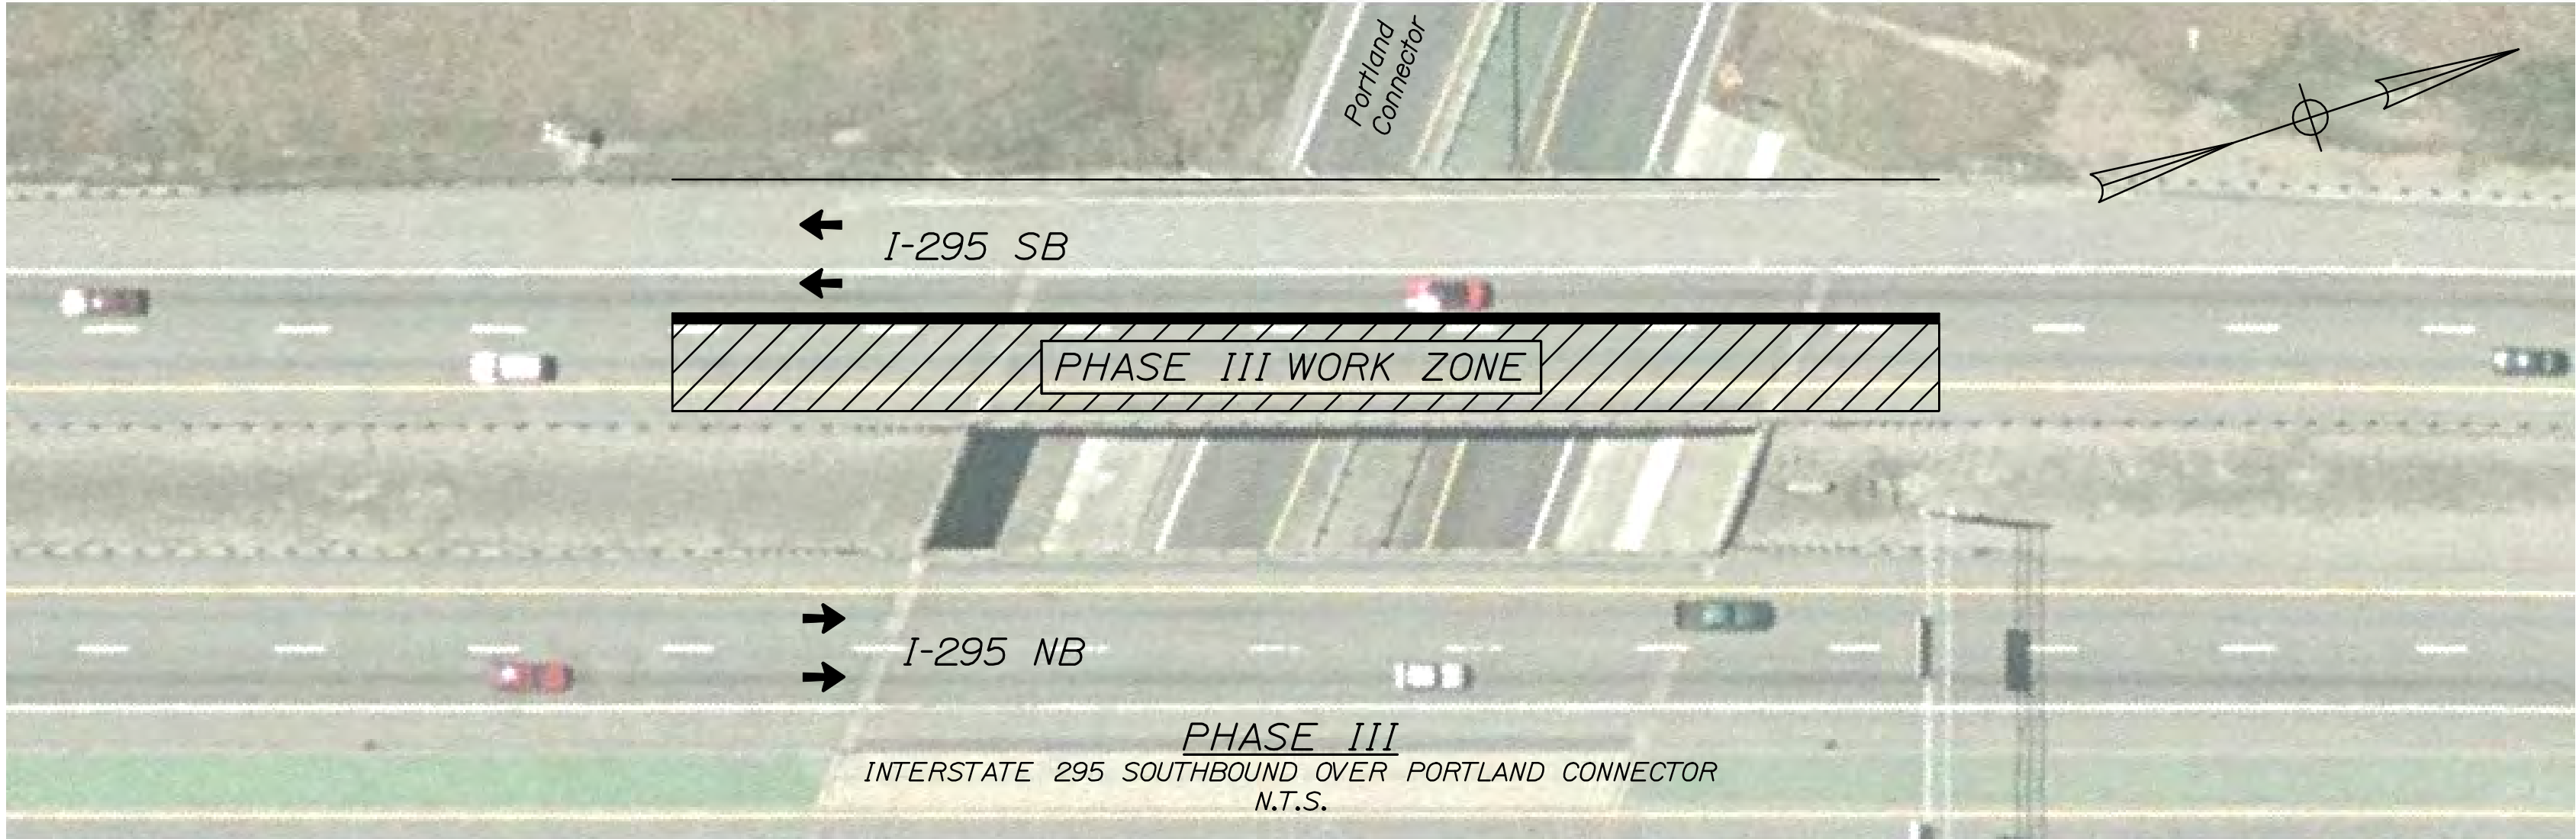 Portland
Connector
I-295 SB
PHASE III WORK ZONE
I-295 NB
PHASE III
INTERSTATE 295 SOUTHBOUND OVER PORTLAND CONNECTOR
N.T.S.